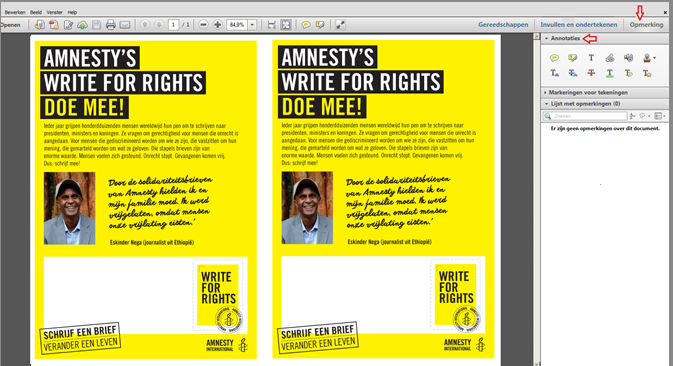 Bewerken Beeld Venster Help
Openen 1 / 1 84,9%
Gereedschappen Invullen en ondertekenen Opmerking
AMNESTY'S
WRITE FOR RIGHTS
DOE MEE!
Ieder jaar grijpen honderdduizenden mensen wereldwijd hun pen om te schrijven naar
presidenten, ministers en koningen. Ze vragen om gerechtigheid voor mensen die onrecht is
aangedaan. Voor mensen die gediscrimineerd worden om wie ze zijn, die vastzitten om hun
mening, die gemarteld worden om wat ze geloven. Die stapels brieven zijn van
enorme waarde. Mensen voelen zich gesteund. Onrecht stopt. Gevangenen komen vrij.
Dus: schrijf mee!
Door de solidariteitsbrieven
van Amnesty hielden ik en
mijn familie moed. Ik werd
vrijgelaten, omdat mensen
onze vrijlating eisten.'
Eskinder Nega (journalist uit Ethiopië)
WRITE
FOR
RIGHTS
SCHRIJF EEN BRIEF
VERANDER EEN LEVEN
AMNESTY
INTERNATIONAL
AMNESTY'S
WRITE FOR RIGHTS
DOE MEE!
Ieder jaar grijpen honderdduizenden mensen wereldwijd hun pen om te schrijven naar
presidenten, ministers en koningen. Ze vragen om gerechtigheid voor mensen die onrecht is
aangedaan. Voor mensen die gediscrimineerd worden om wie ze zijn, die vastzitten om hun
mening, die gemarteld worden om wat ze geloven. Die stapels brieven zijn van
enorme waarde. Mensen voelen zich gesteund. Onrecht stopt. Gevangenen komen vrij.
Dus: schrijf mee!
Door de solidariteitsbrieven
van Amnesty hielden ik en
mijn familie moed. Ik werd
vrijgelaten, omdat mensen
onze vrijlating eisten.'
Eskinder Nega (journalist uit Ethiopië)
WRITE
FOR
RIGHTS
SCHRIJF EEN BRIEF
VERANDER EEN LEVEN
AMNESTY
INTERNATIONAL
Annotaties
Markeringen voor tekeningen
Lijst met opmerkingen (0)
Zoeken
Er zijn geen opmerkingen over dit document.